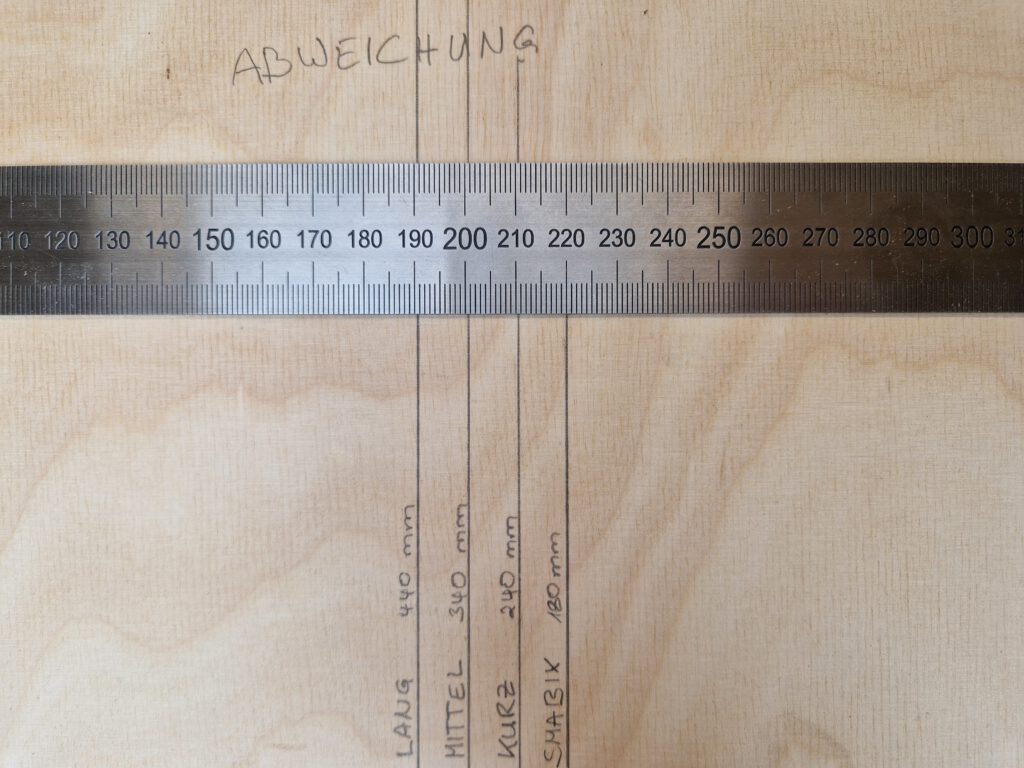 ABWEICHUNG
110 120 130 140 150 160 170 180 190 200 210 220 230 240 250 260 270 280 290 300
LANG 440 mm
MITTEL 340 mm
KURZ 240 mm
SMABIK 180 mm